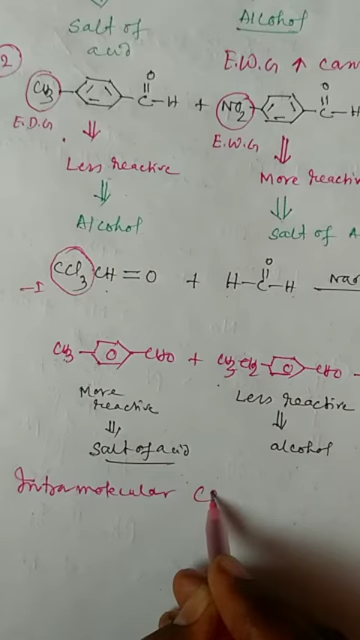 Salt of
acid
Alcohol
2
E.W.G ↑ Can
CH3 C H + NO2 C H
O O
E.D.G
E.W.G
Less reactive
More reactiv
Alcohol
Salt of A
-I CCl3 CH=O + H-C-H NaO
O
CH3 CHO + CH3CH2 CHO
More
reactive
Less reactive
Salt of acid
alcohol
Intramolecular C